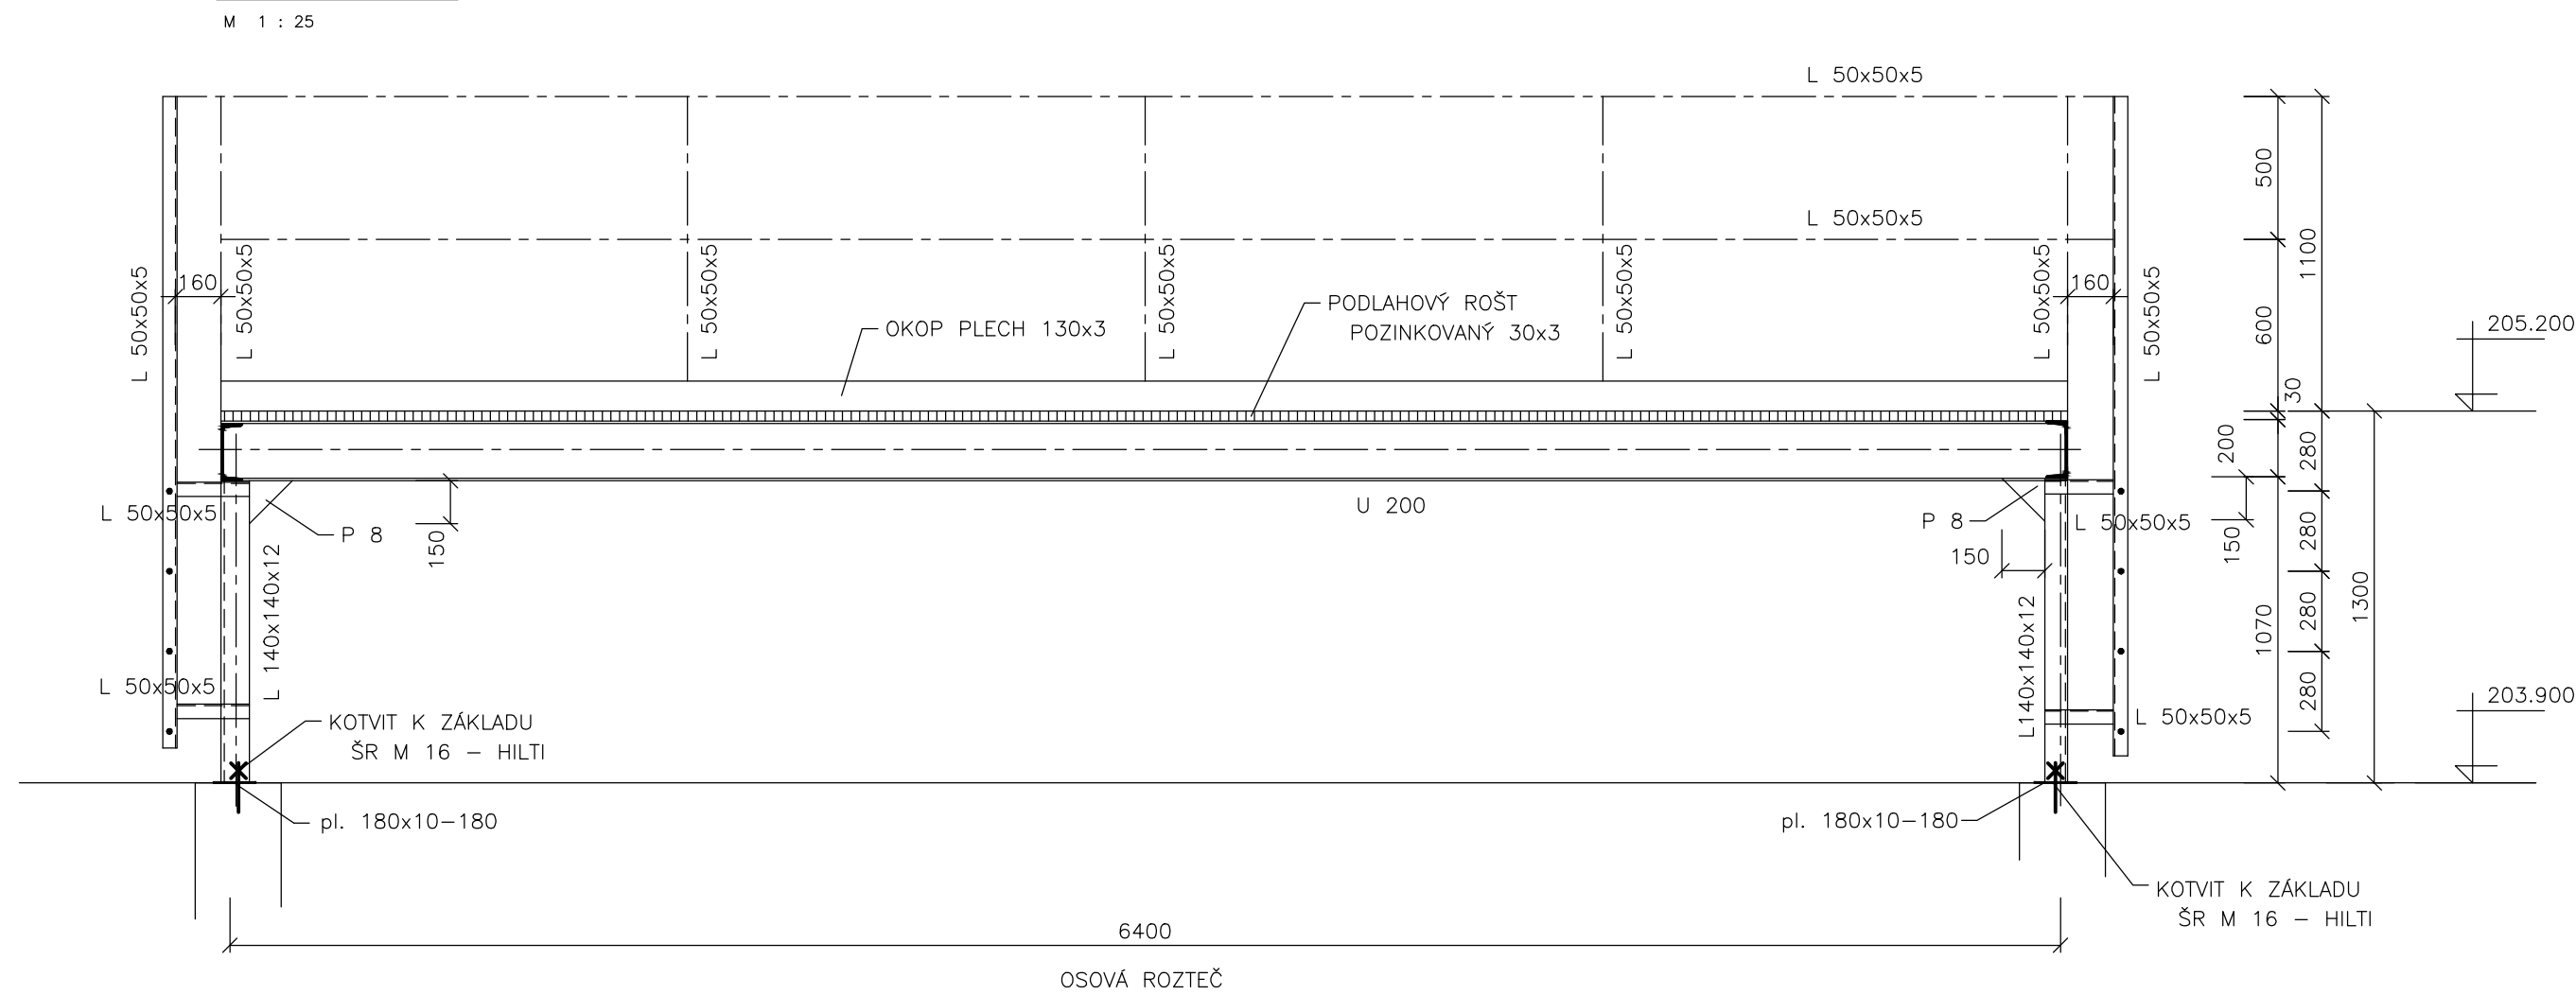 M 1 : 25
L 50x50x5
L 50x50x5
L 50x50x5
160
L 50x50x5
L 50x50x5
L 50x50x5
L 50x50x5
L 50x50x5
160
L 50x50x5
OKOP PLECH 130x3
PODLAHOVÝ ROŠT
POZINKOVANÝ 30x3
500
600
1100
30
205.200
200
280
280
280
280
150
1070
1300
203.900
L 50x50x5
P 8
150
U 200
P 8
150
L 50x50x5
L 140x140x12
L140x140x12
L 50x50x5
L 50x50x5
KOTVIT K ZÁKLADU
ŠR M 16 – HILTI
pl. 180x10–180
pl. 180x10–180
KOTVIT K ZÁKLADU
ŠR M 16 – HILTI
6400
OSOVÁ ROZTEČ